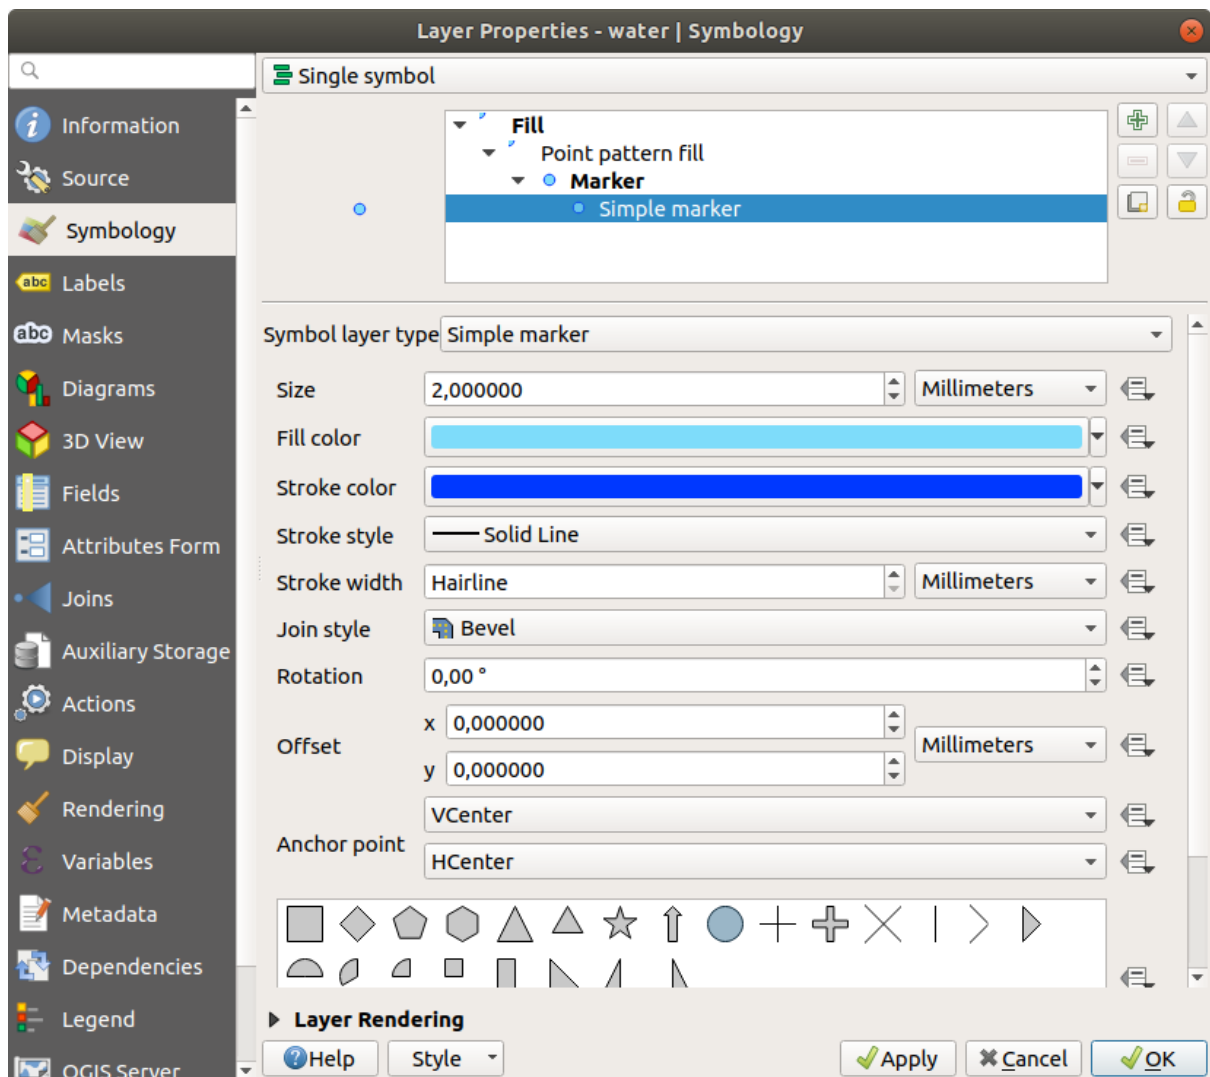 Layer Properties - water | Symbology
Single symbol
Information
Source
Symbology
abc Labels
abc Masks
Diagrams
3D View
Fields
Attributes Form
Joins
Auxiliary Storage
Actions
Display
Rendering
Variables
Metadata
Dependencies
Legend
QGIS Server
Fill
Point pattern fill
Marker
Simple marker
Symbol layer type Simple marker
Size 2,000000 Millimeters
Fill color
Stroke color
Stroke style Solid Line
Stroke width Hairline Millimeters
Join style Bevel
Rotation 0,00 °
Offset x 0,000000 Millimeters
y 0,000000
Anchor point VCenter
HCenter
Layer Rendering
Help Style Apply Cancel OK